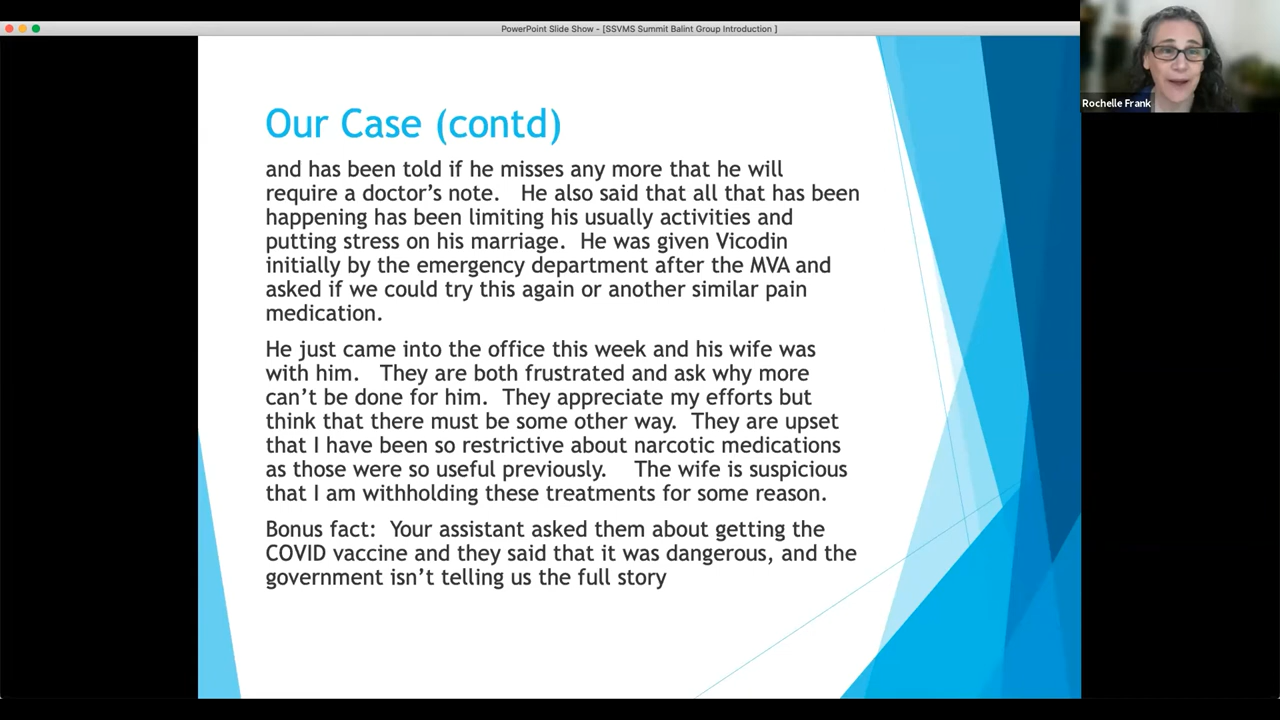 PowerPoint Slide Show - [SSVMS Summit Balint Group Introduction ]
Rochelle Frank
Our Case (contd)
and has been told if he misses any more that he will
require a doctor's note. He also said that all that has been
happening has been limiting his usually activities and
putting stress on his marriage. He was given Vicodin
initially by the emergency department after the MVA and
asked if we could try this again or another similar pain
medication.
He just came into the office this week and his wife was
with him. They are both frustrated and ask why more
can't be done for him. They appreciate my efforts but
think that there must be some other way. They are upset
that I have been so restrictive about narcotic medications
as those were so useful previously. The wife is suspicious
that I am withholding these treatments for some reason.
Bonus fact: Your assistant asked them about getting the
COVID vaccine and they said that it was dangerous, and the
government isn't telling us the full story